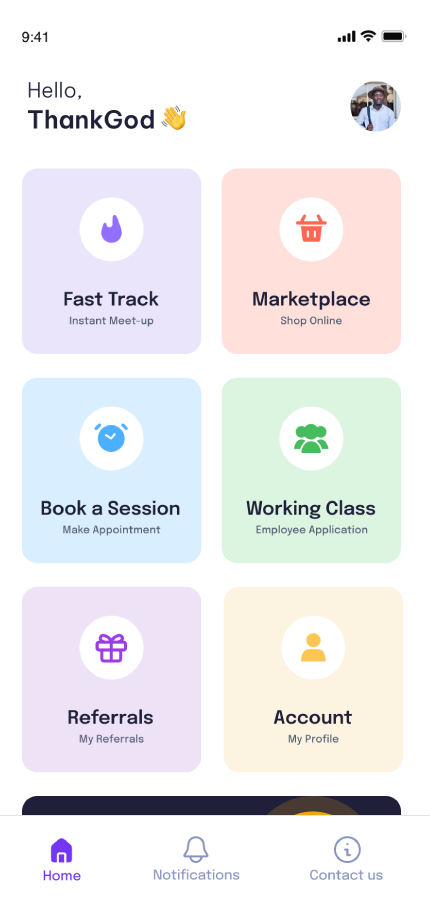 9:41
Hello,
ThankGod 👋
Fast Track
Instant Meet-up
Marketplace
Shop Online
Book a Session
Make Appointment
Working Class
Employee Application
Referrals
My Referrals
Account
My Profile
Home
Notifications
Contact us